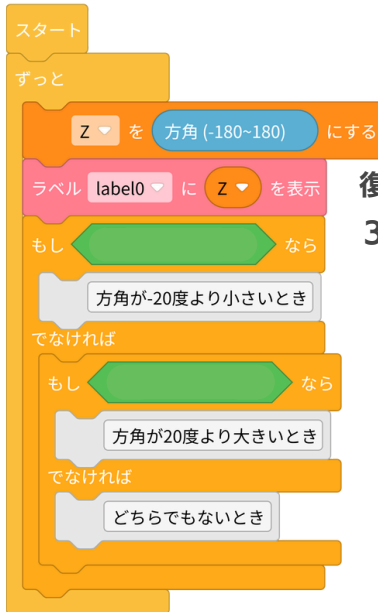 スタート
ずっと
Z を 方角 (-180~180) にする
ラベル label0 に Z を表示
もし なら
方角が-20度より小さいとき
でなければ
もし なら
方角が20度より大きいとき
でなければ
どちらでもないとき
復
3